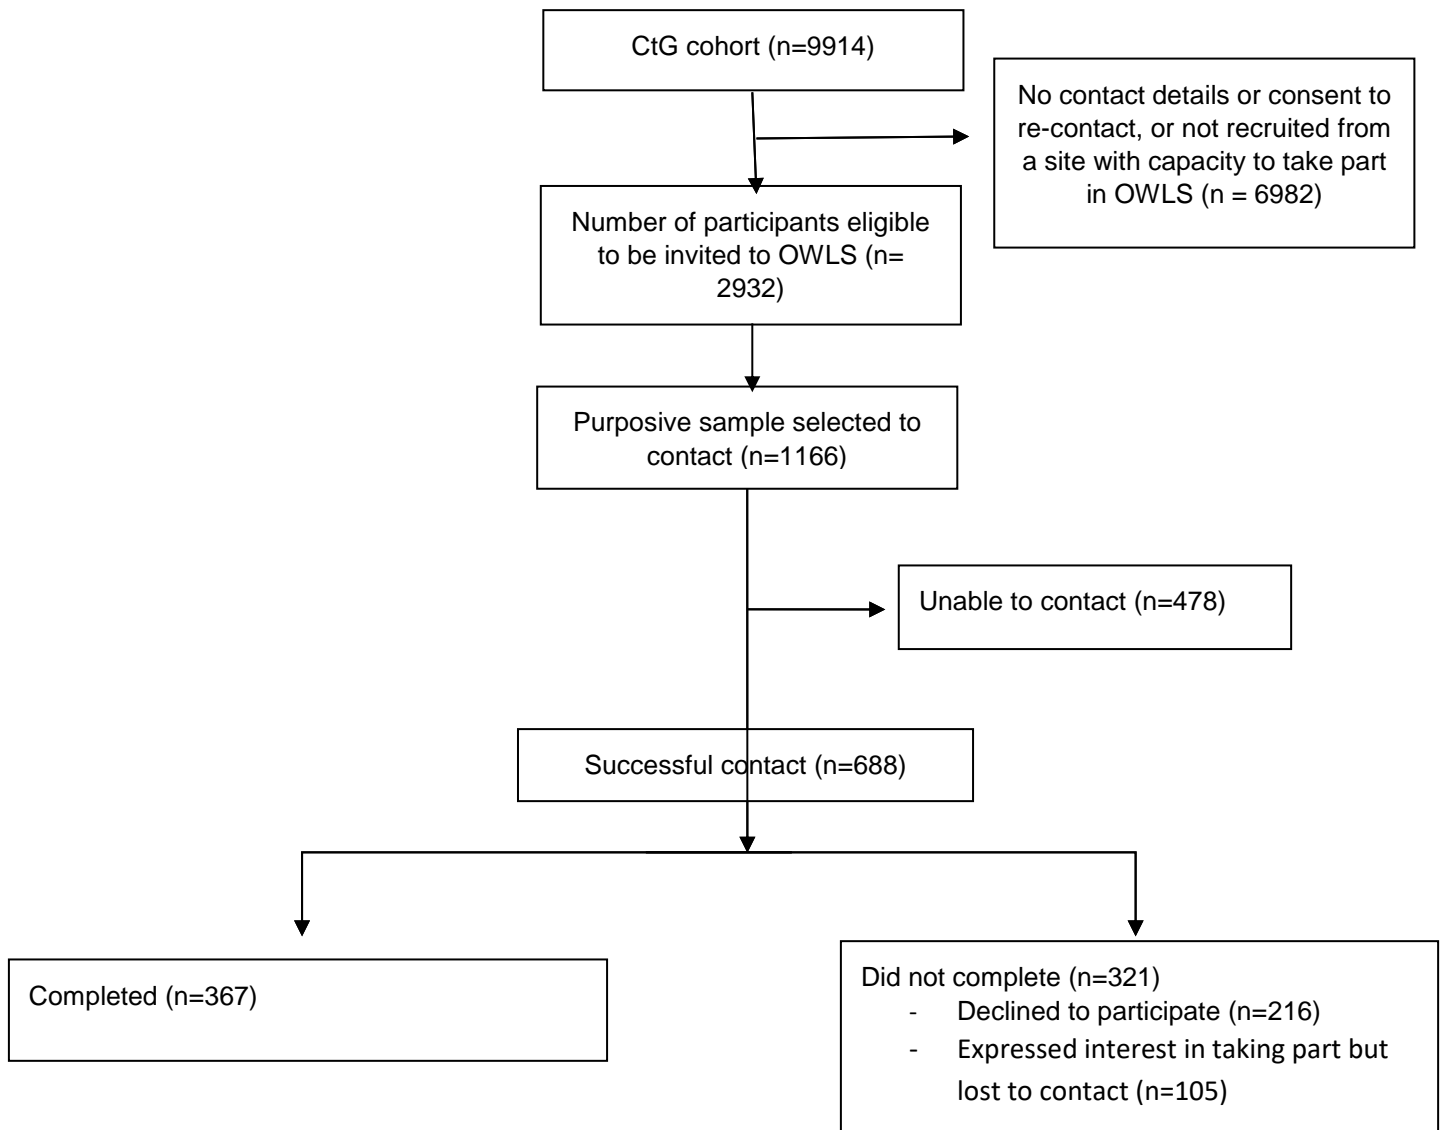 CtG cohort (n=9914)
No contact details or consent to
re-contact, or not recruited from
a site with capacity to take part
in OWLS (n = 6982)
Number of participants eligible
to be invited to OWLS (n=
2932)
Purposive sample selected to
contact (n=1166)
Unable to contact (n=478)
Successful contact (n=688)
Completed (n=367)
Did not complete (n=321)
- Declined to participate (n=216)
- Expressed interest in taking part but
lost to contact (n=105)